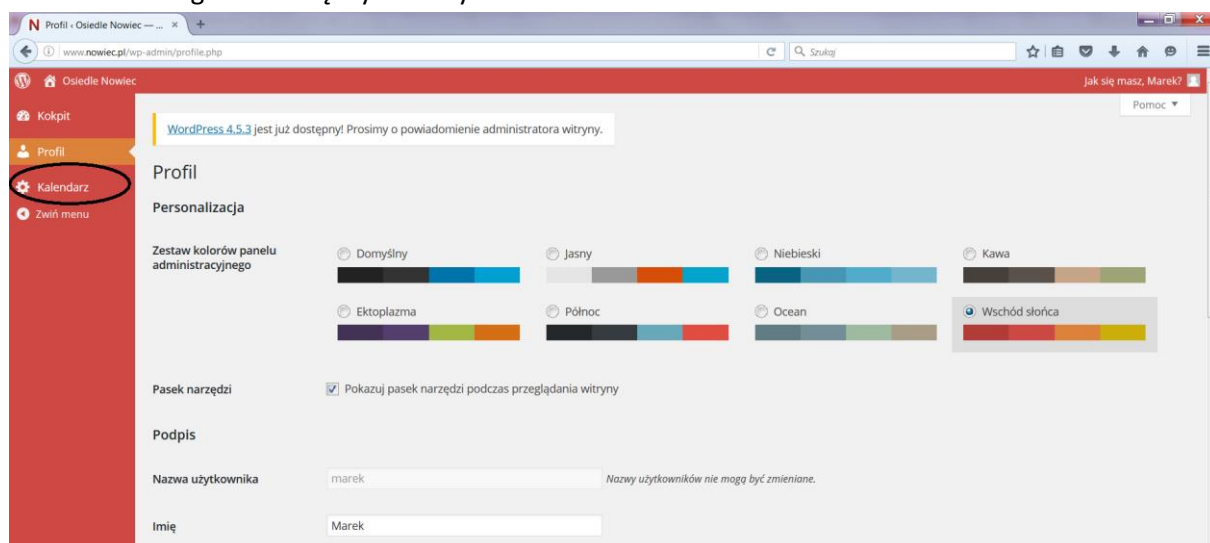 N Profil ‹ Osiedle Nowiec — ... × +
www.nowiec.pl/wp-admin/profile.php Szukaj
Osiedle Nowiec Jak się masz, Marek?
Kokpit
Pomoc ▼
WordPress 4.5.3 jest już dostępny! Prosimy o powiadomienie administratora witryny.
Profil
Profil
Kalendarz
Zwiń menu
Personalizacja
Zestaw kolorów panelu administracyjnego
Domyślny Jasny Niebieski Kawa
Ektoplazma Północ Ocean Wschód słońca
Pasek narzędzi Pokazuj pasek narzędzi podczas przeglądania witryny
Podpis
Nazwa użytkownika marek Nazwy użytkowników nie mogą być zmieniane.
Imię Marek